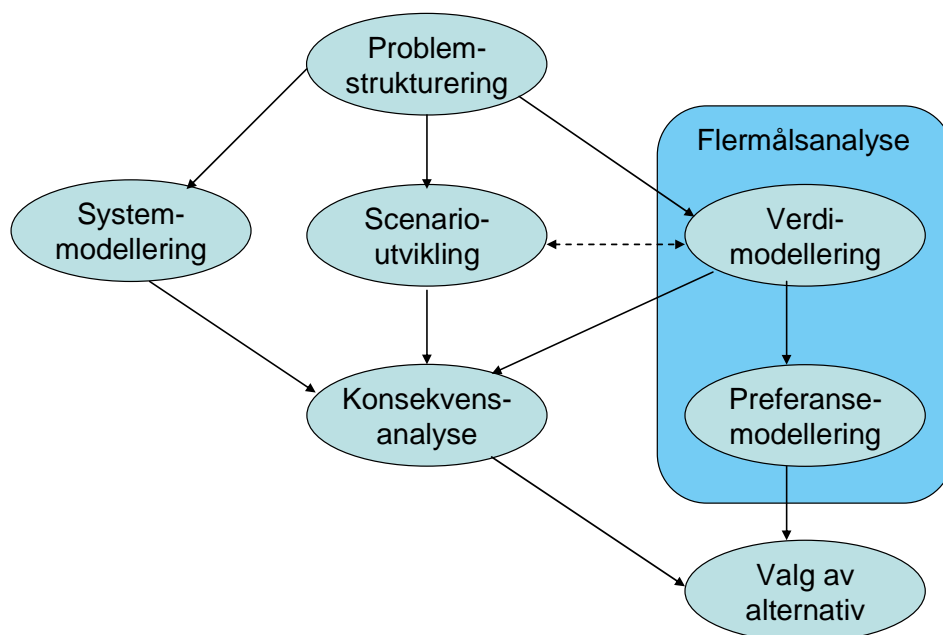 Problem-
strukturering
Flermålsanalyse
System-
modellering
Scenario-
utvikling
Verdi-
modellering
Konsekvens-
analyse
Preferanse-
modellering
Valg av
alternativ